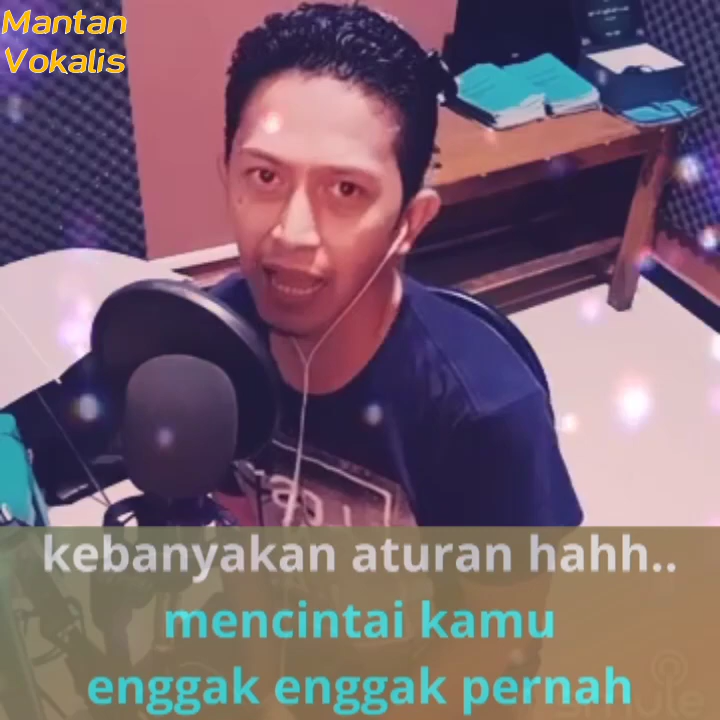 Mantan
Vokalis
kebanyakan aturan hahh..
mencintai kamu
enggak enggak pernah